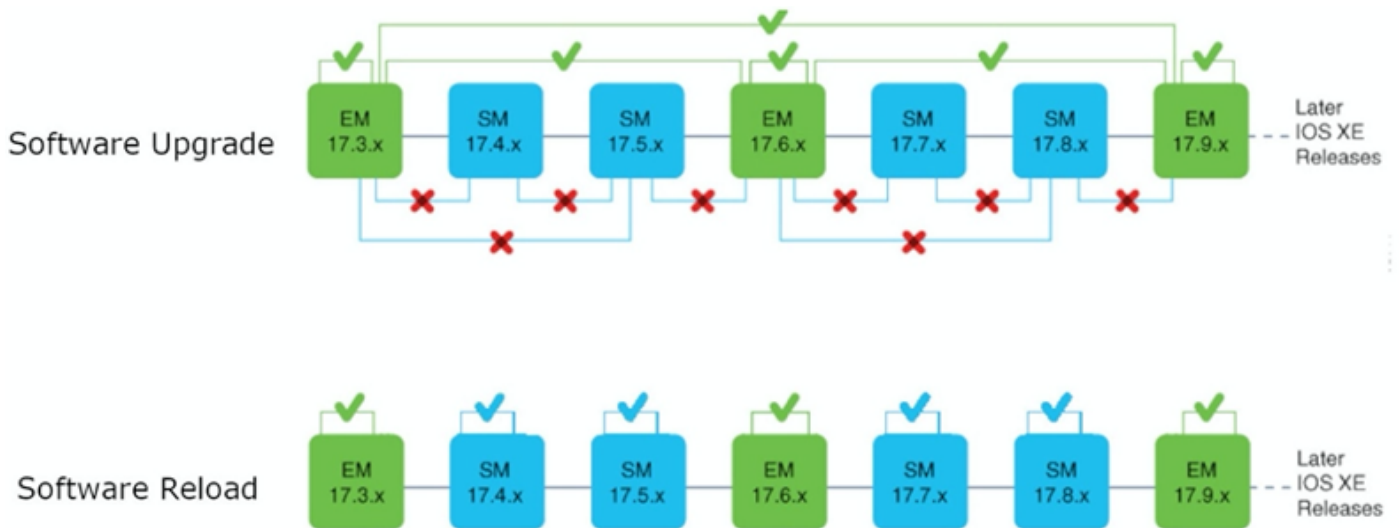 Software Upgrade
EM
17.3.x
SM
17.4.x
SM
17.5.x
EM
17.6.x
SM
17.7.x
SM
17.8.x
EM
17.9.x
Later
IOS XE
Releases
Software Reload
EM
17.3.x
SM
17.4.x
SM
17.5.x
EM
17.6.x
SM
17.7.x
SM
17.8.x
EM
17.9.x
Later
IOS XE
Releases